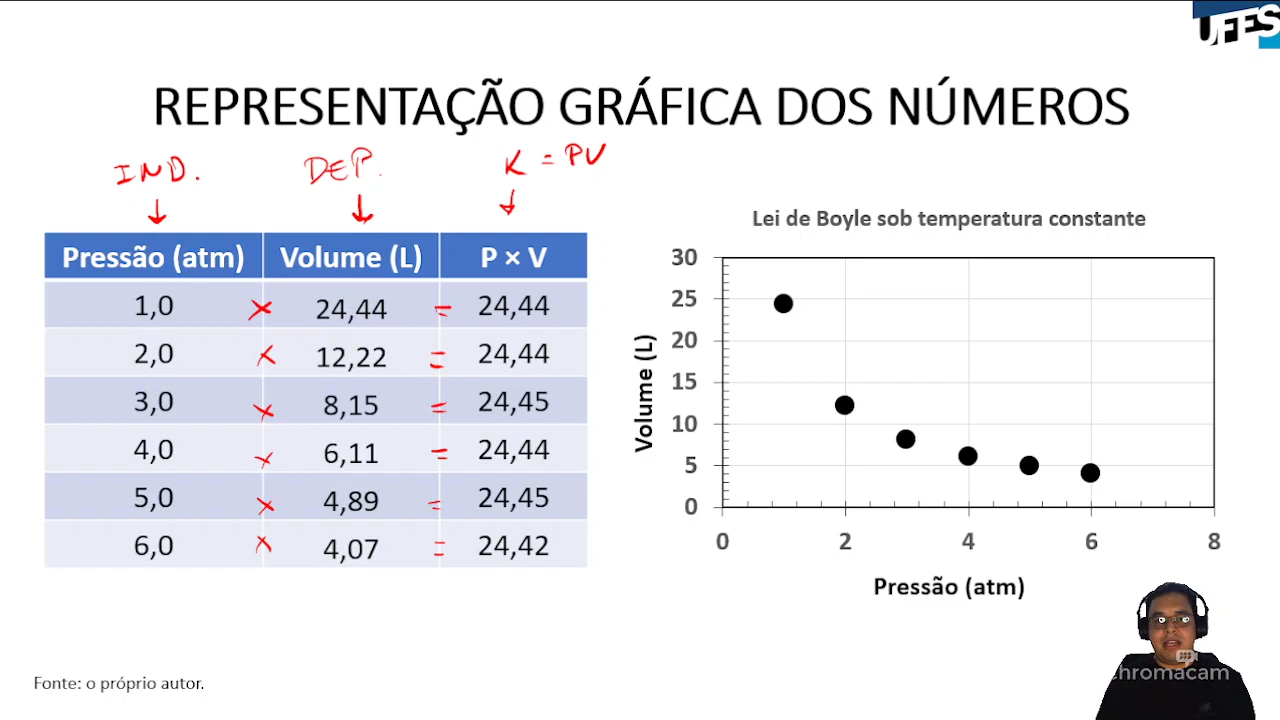 UFES
REPRESENTAÇÃO GRÁFICA DOS NÚMEROS
IND. DEP. K = PV
Pressão (atm) Volume (L) P × V
1,0 × 24,44 = 24,44
2,0 × 12,22 = 24,44
3,0 × 8,15 = 24,45
4,0 × 6,11 = 24,44
5,0 × 4,89 = 24,45
6,0 × 4,07 = 24,42
Lei de Boyle sob temperatura constante
30
25
20
15
10
5
0
Volume (L)
0 2 4 6 8
Pressão (atm)
chromacam
Fonte: o próprio autor.